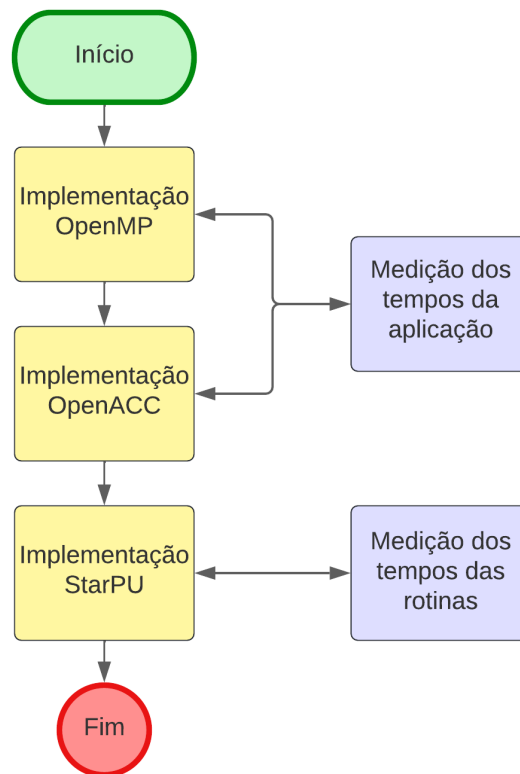 Início
Implementação
OpenMP
Medição dos
tempos da
aplicação
Implementação
OpenACC
Implementação
StarPU
Medição dos
tempos das
rotinas
Fim